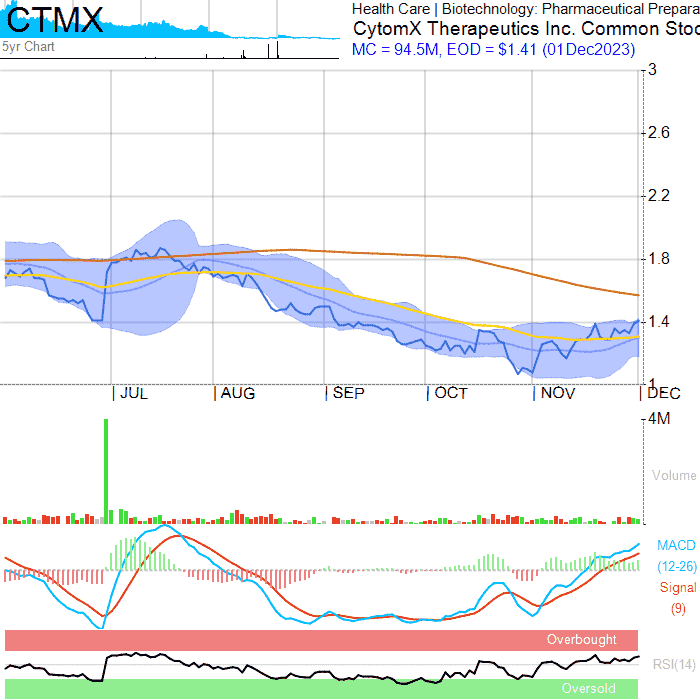 CTMX
5yr Chart
Health Care | Biotechnology: Pharmaceutical Prepara
CytomX Therapeutics Inc. Common Stoc
MC = 94.5M, EOD = $1.41 (01Dec2023)
3
2.6
2.2
1.8
1.4
1
JUL
AUG
SEP
OCT
NOV
DEC
4M
Volume
MACD
(12-26)
Signal
(9)
Overbought
RSI(14)
Oversold